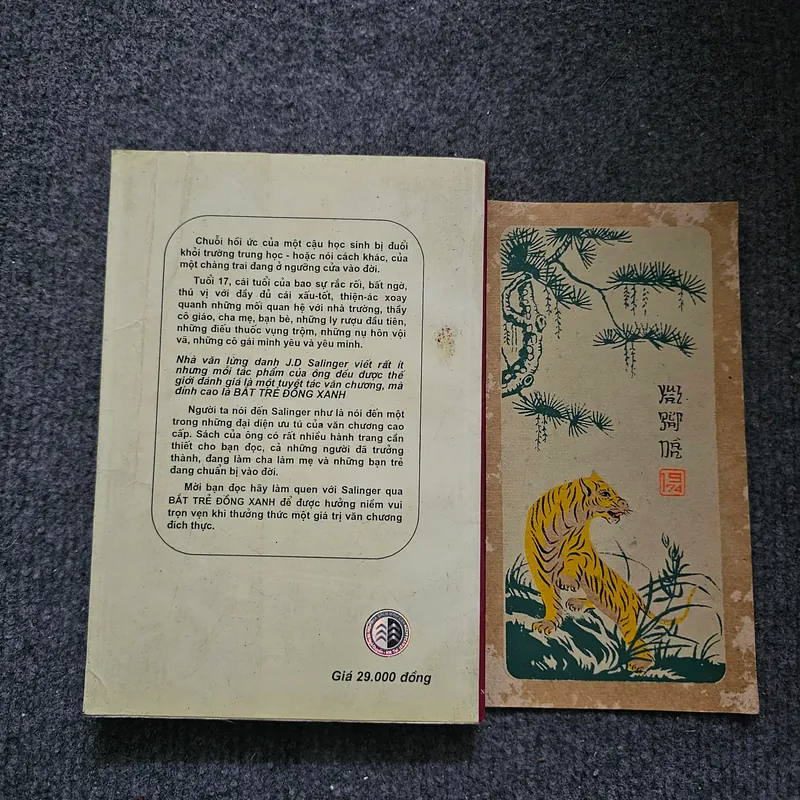 Chuỗi hồi ức của một cậu học sinh bị đuổi
khỏi trường trung học - hoặc nói cách khác, của
một chàng trai đang ở ngưỡng cửa vào đời.
Tuổi 17, cái tuổi của bao sự rắc rối, bất ngờ,
thú vị với đầy đủ cái xấu-tốt, thiện-ác xoay
quanh những mối quan hệ với nhà trường, thầy
cô giáo, cha mẹ, bạn bè, những ly rượu đầu tiên,
những điếu thuốc vụng trộm, những nụ hôn vội
vã, những cô gái mình yêu và yêu mình.
Nhà văn lừng danh J.D Salinger viết rất ít
nhưng mỗi tác phẩm của ông đều được thế
giới đánh giá là một tuyệt tác văn chương, mà
đỉnh cao là BẮT TRẺ ĐỒNG XANH
Người ta nói đến Salinger như là nói đến một
trong những đại diện ưu tú của văn chương cao
cấp. Sách của ông có rất nhiều hành trang cần
thiết cho bạn đọc, cả những người đã trưởng
thành, đang làm cha làm mẹ và những bạn trẻ
đang chuẩn bị vào đời.
Mời bạn đọc hãy làm quen với Salinger qua
BẮT TRẺ ĐỒNG XANH để được hưởng niềm vui
trọn vẹn khi thưởng thức một giá trị văn chương
đích thực.
Giá 29.000 đồng